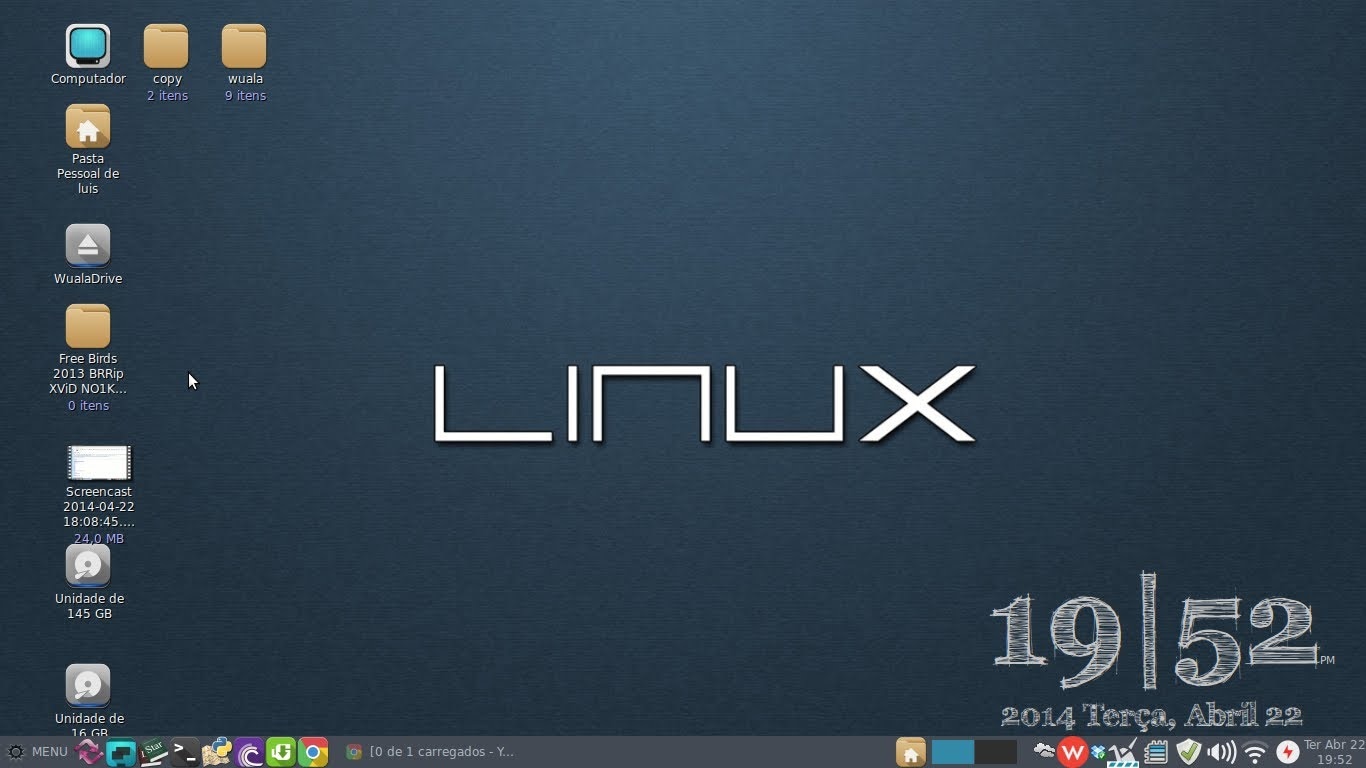 Computador
copy
2 itens
wuala
9 itens
Pasta
Pessoal de
luis
WualaDrive
Free Birds
2013 BRRip
XViD NO1K...
0 itens
Screencast
2014-04-22
18:08:45....
24,0 MB
Unidade de
145 GB
Unidade de
16 GB
LINUX
19|52
PM
2014 Terça, Abril 22
MENU
Star
[0 de 1 carregados - Y...
W
Ter Abr 22
19:52